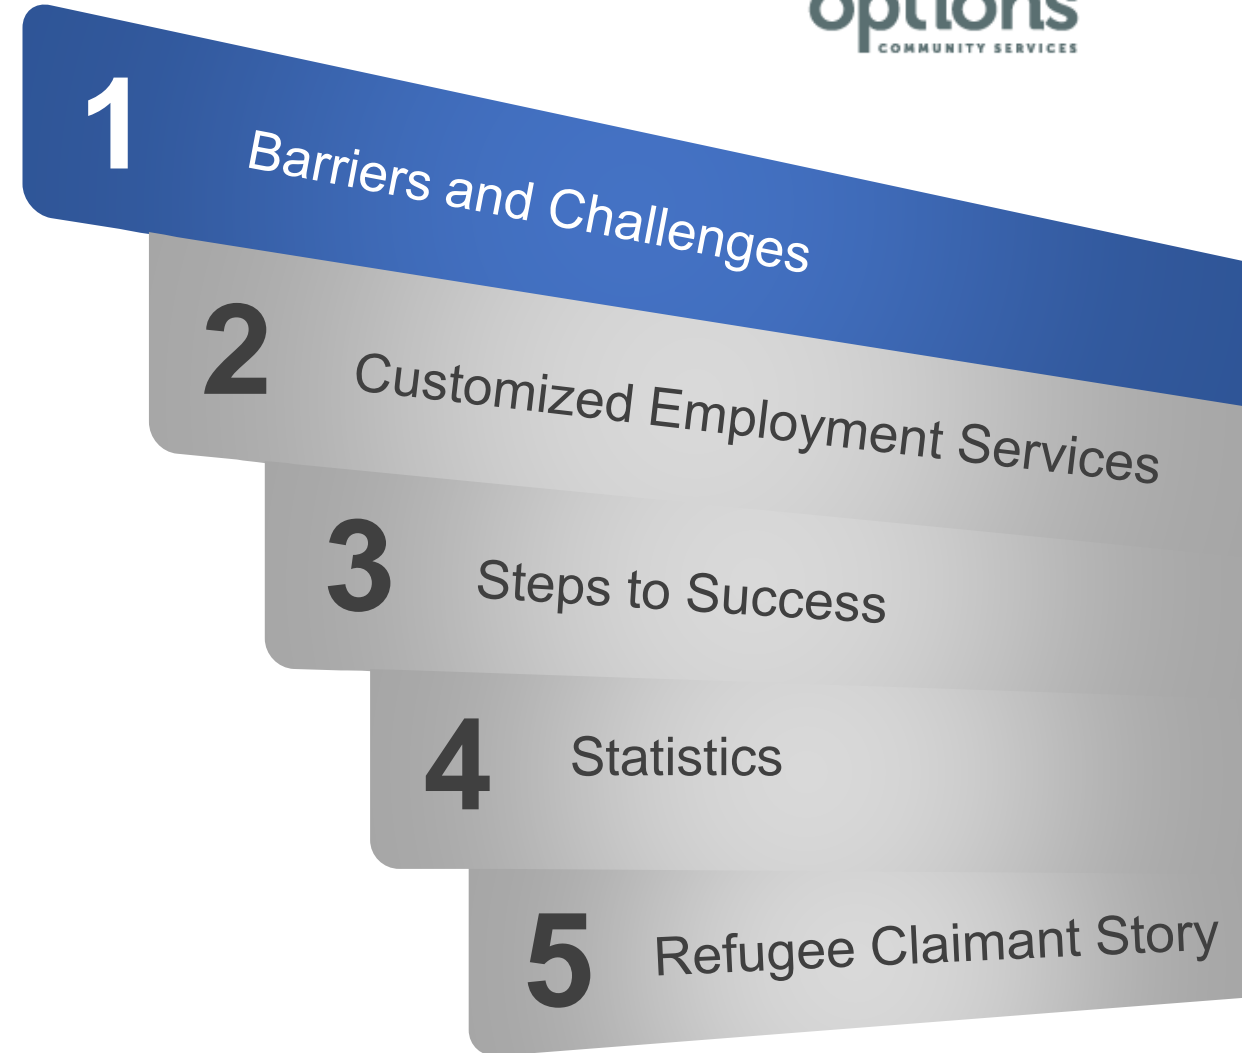 options
COMMUNITY SERVICES
1 Barriers and Challenges
2 Customized Employment Services
3 Steps to Success
4 Statistics
5 Refugee Claimant Story